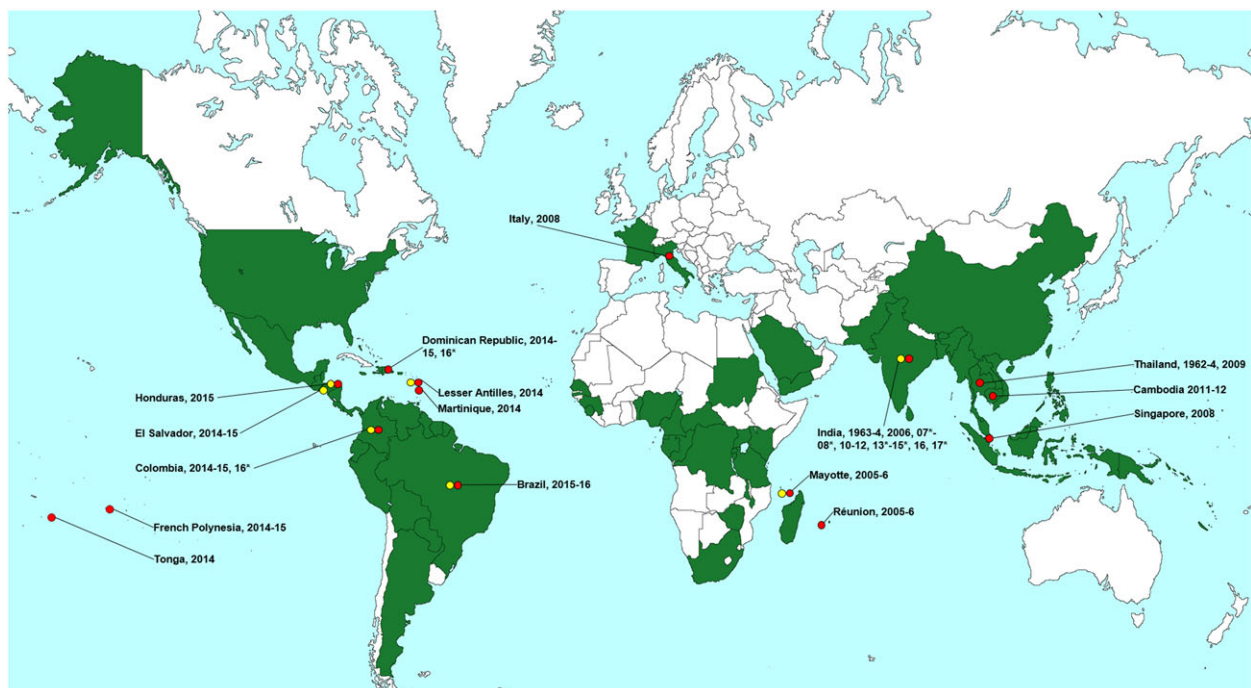 Italy, 2008
Dominican Republic, 2014-
15, 16*
Thailand, 1962-4, 2009
Cambodia 2011-12
Singapore, 2008
Honduras, 2015
Lesser Antilles, 2014
Martinique, 2014
El Salvador, 2014-15
India, 1963-4, 2006, 07*-
08*, 10-12, 13*-15*, 16, 17*
Colombia, 2014-15, 16*
Mayotte, 2005-6
Brazil, 2015-16
Réunion, 2005-6
French Polynesia, 2014-15
Tonga, 2014